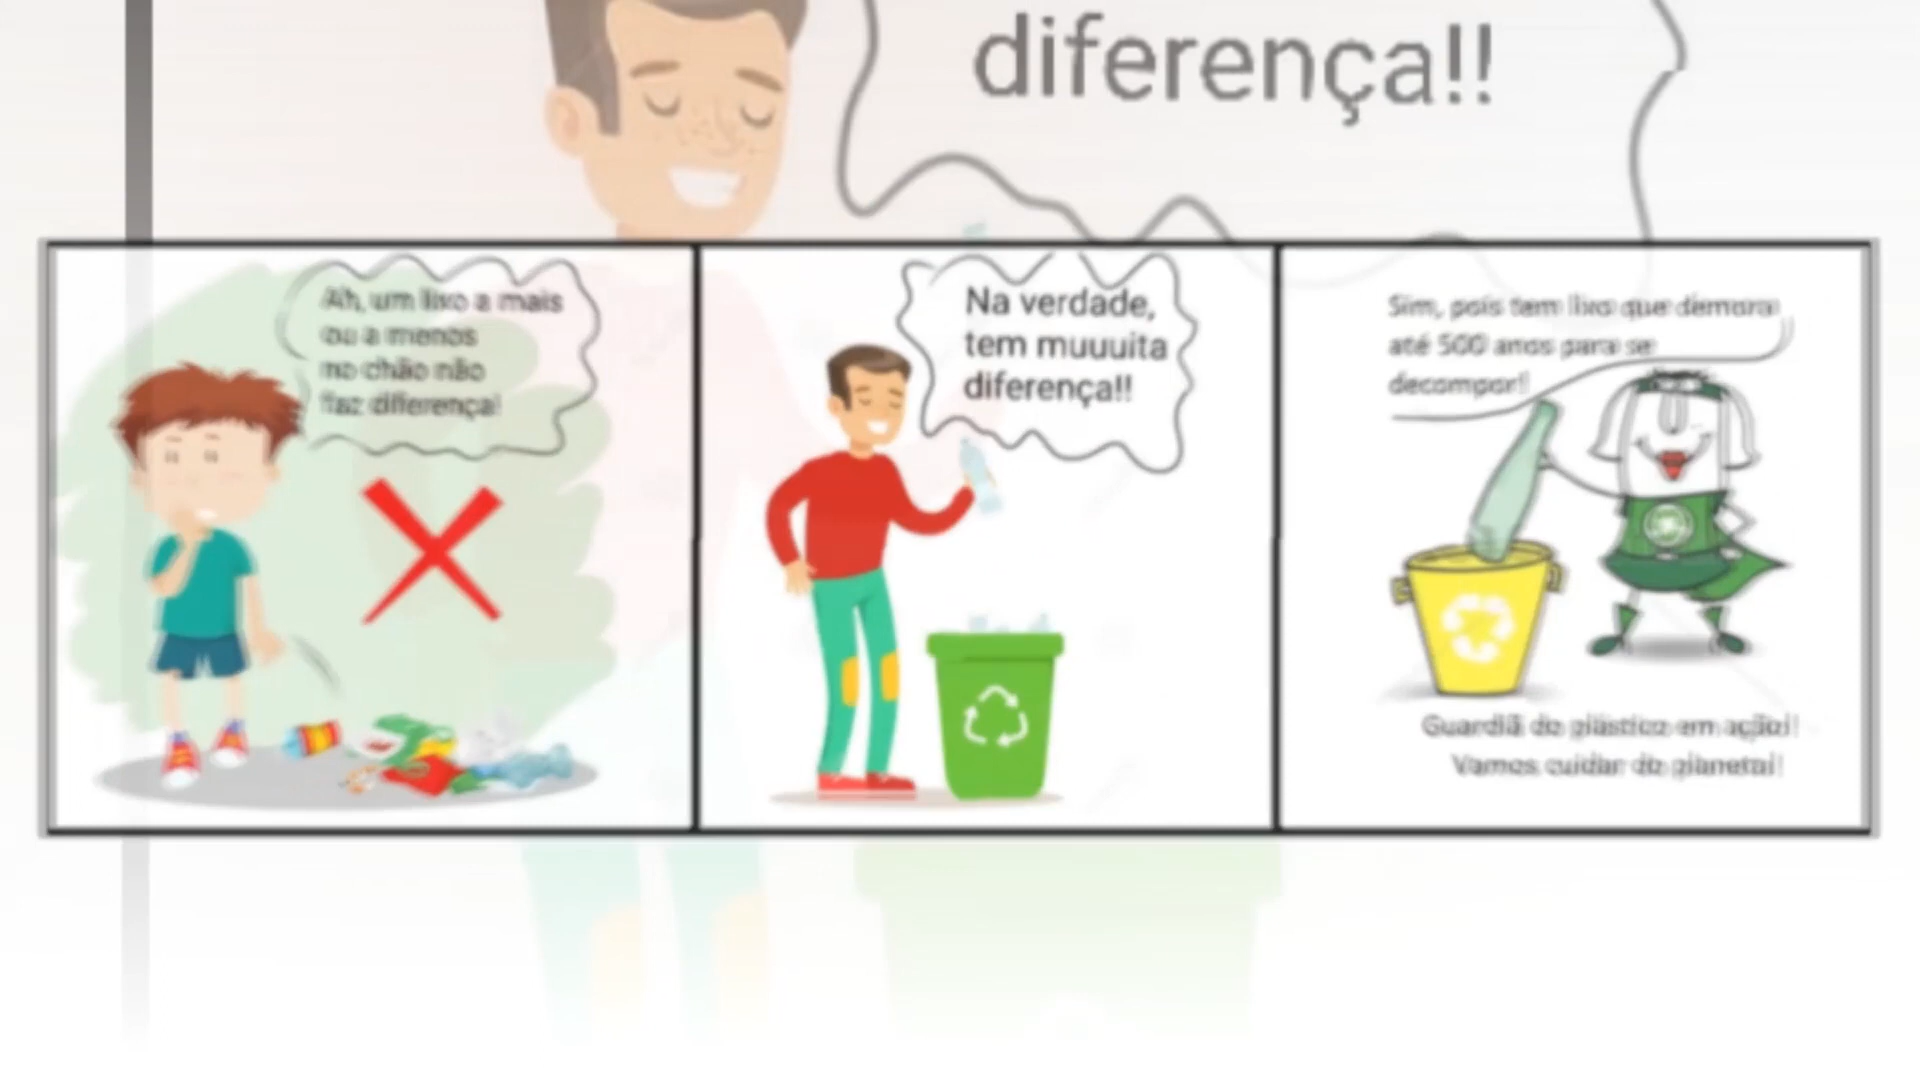 diferença!!
Ah, um lixo a mais
ou a menos
no chão não
faz diferença!
Na verdade,
tem muuuita
diferença!!
Sim, pois tem lixo que demora
até 500 anos para se
decompor!!
Guardiã do plástico em ação!
Vamos cuidar do planeta!